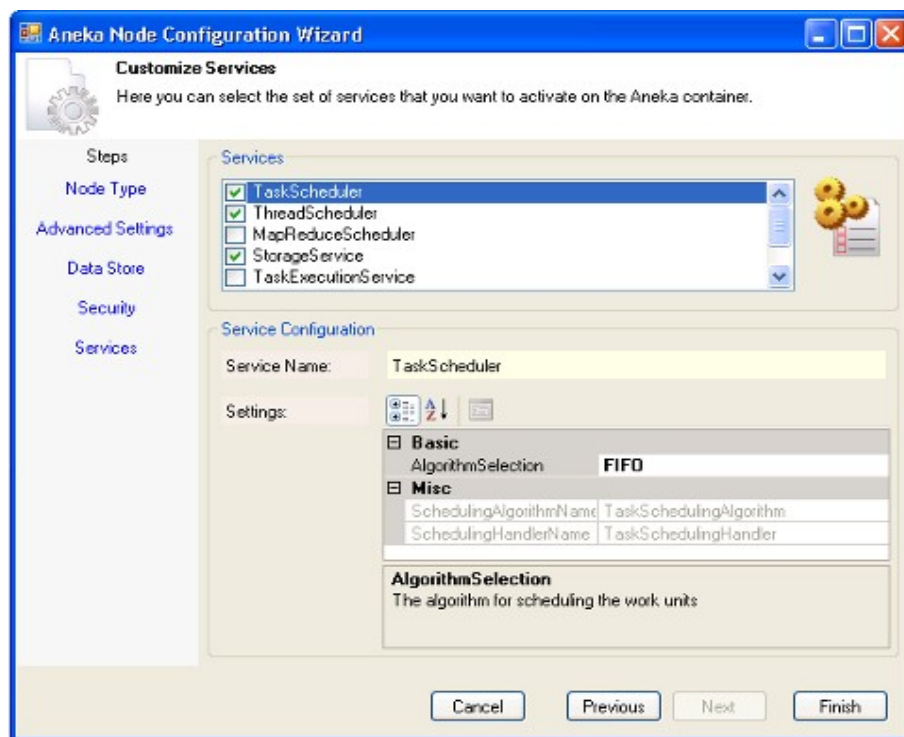 Aneka Node Configuration Wizard
Customize Services
Here you can select the set of services that you want to activate on the Aneka container.
Steps
Node Type
Advanced Settings
Data Store
Security
Services
Services
TaskScheduler
ThreadScheduler
MapReduceScheduler
StorageService
TaskExecutionService
Service Configuration
Service Name: TaskScheduler
Settings:
Basic
AlgorithmSelection FIFO
Misc
SchedulingAlgorithmName TaskSchedulingAlgorithm
SchedulingHandlerName TaskSchedulingHandler
AlgorithmSelection
The algorithm for scheduling the work units
Cancel Previous Next Finish